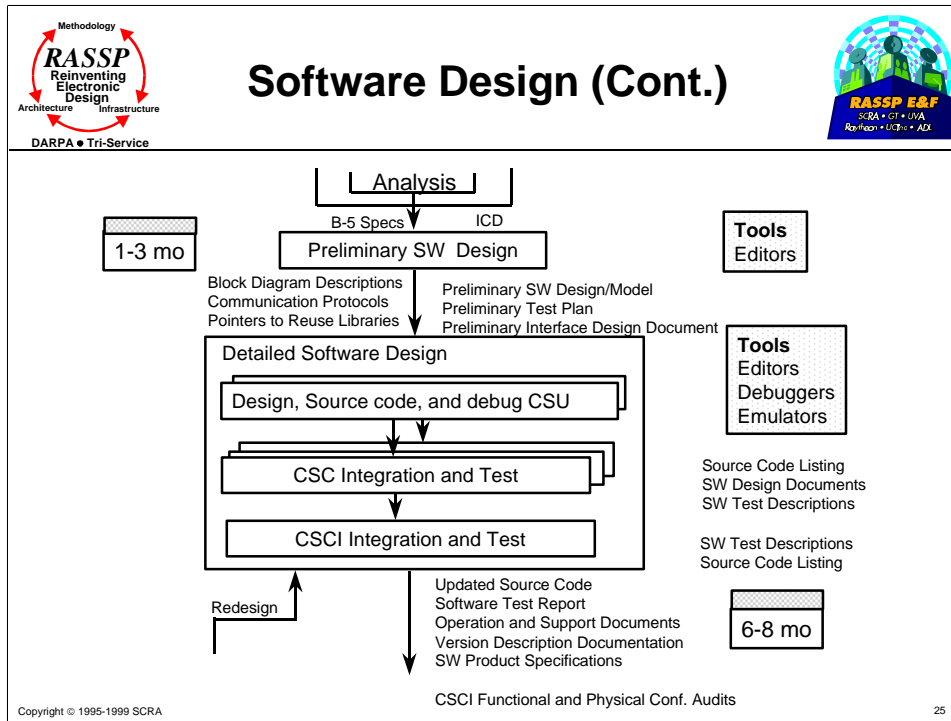 Methodology
RASSP
Reinventing
Electronic
Design
Architecture Infrastructure
DARPA ● Tri-Service
Software Design (Cont.)
RASSP E&F
SCRA • GT • UVA
Raytheon • UCinc • ADL
Analysis
B-5 Specs ICD
1-3 mo
Preliminary SW Design
Tools
Editors
Block Diagram Descriptions
Communication Protocols
Pointers to Reuse Libraries
Preliminary SW Design/Model
Preliminary Test Plan
Preliminary Interface Design Document
Detailed Software Design
Design, Source code, and debug CSU
CSC Integration and Test
CSCI Integration and Test
Tools
Editors
Debuggers
Emulators
Source Code Listing
SW Design Documents
SW Test Descriptions
SW Test Descriptions
Source Code Listing
Redesign
Updated Source Code
Software Test Report
Operation and Support Documents
Version Description Documentation
SW Product Specifications
CSCI Functional and Physical Conf. Audits
6-8 mo
Copyright © 1995-1999 SCRA
25